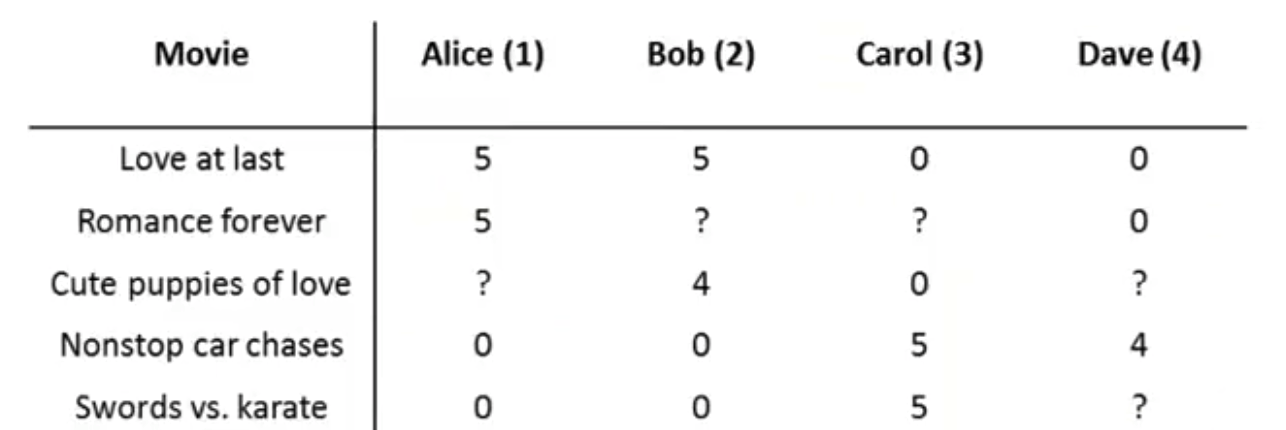 Movie Alice (1) Bob (2) Carol (3) Dave (4)
Love at last 5 5 0 0
Romance forever 5 ? ? 0
Cute puppies of love ? 4 0 ?
Nonstop car chases 0 0 5 4
Swords vs. karate 0 0 5 ?